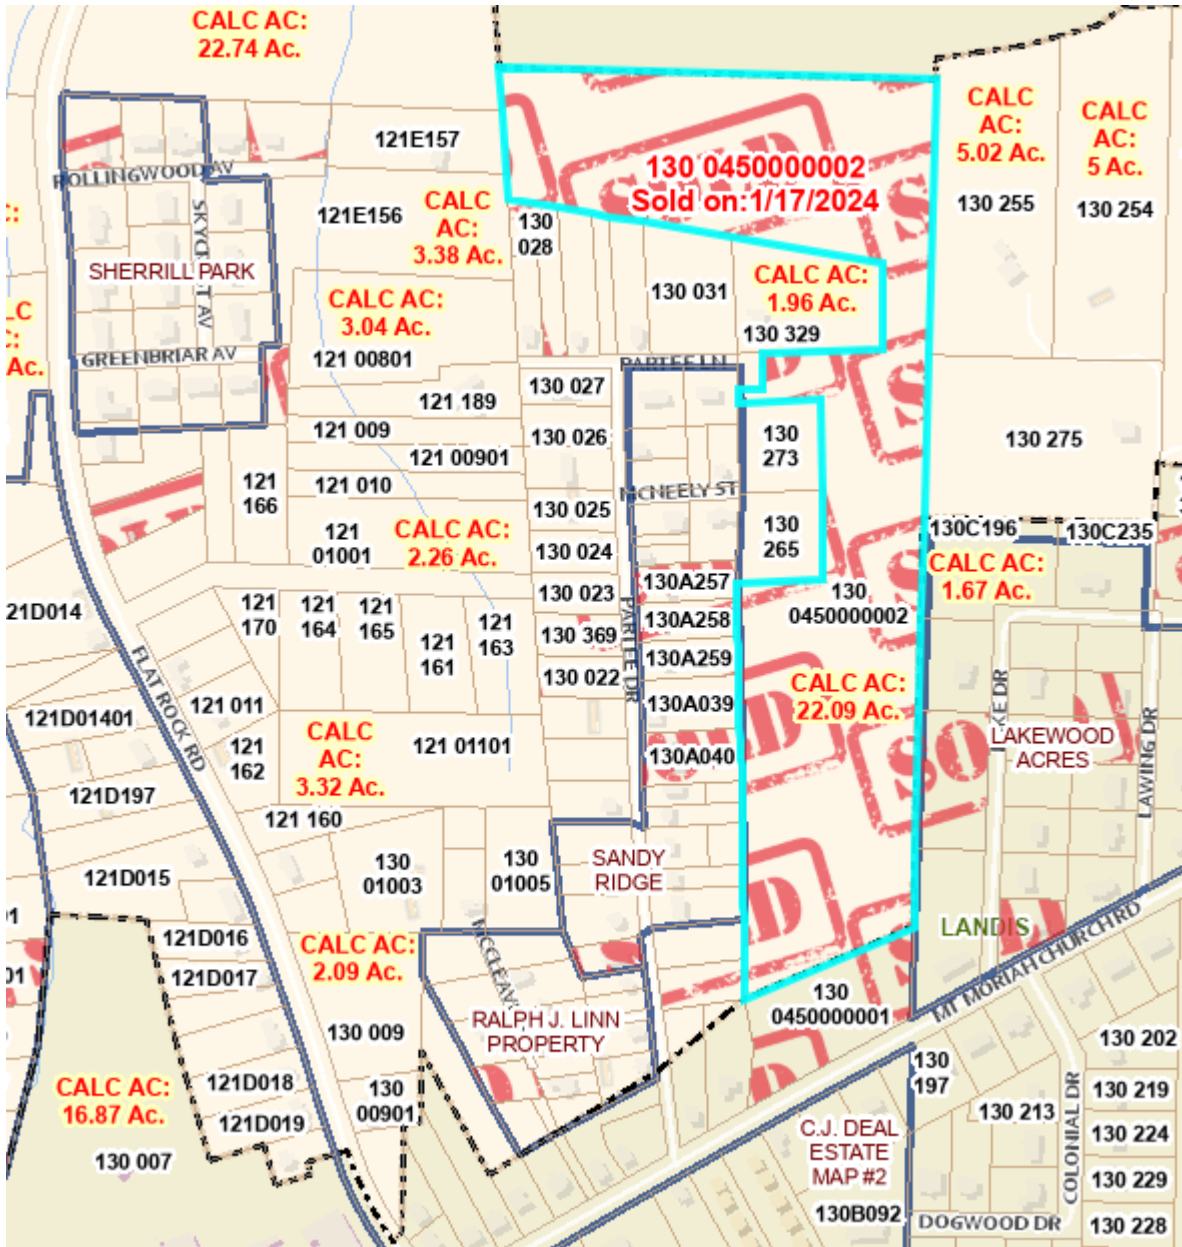 CALC AC:
22.74 Ac.
121E157
CALC
AC:
5.02 Ac.
CALC
AC:
5 Ac.
130 0450000002
Sold on:1/17/2024
ROLLINGWOOD AV
121E156
CALC
AC:
3.38 Ac.
130
028
130 255
130 254
SHERRILL PARK
CALC AC:
3.04 Ac.
130 031
CALC AC:
1.96 Ac.
130 329
GREENBRIAR AV
121 00801
PARTEE LN
Ac.
121 189
130 027
121 009
130 026
130
273
130 275
121 00901
121
166
121 010
MCNEELY ST
130 025
121
01001
CALC AC:
2.26 Ac.
130 024
130
265
130C196
130C235
CALC AC:
1.67 Ac.
130A257
130 023
130
0450000002
21D014
121
170
121
164
121
165
121
161
121
163
130 369
130A258
130A259
130 022
PARTEE DR
FLAT ROCK RD
121 011
130A039
CALC AC:
22.09 Ac.
121D01401
121
162
CALC
AC:
3.32 Ac.
121 01101
130A040
LAKEWOOD
ACRES
LAWING DR
121D197
121 160
121D015
130
01003
130
01005
SANDY
RIDGE
121D016
CALC AC:
2.09 Ac.
LANDIS
121D017
MT MORIAH CHURCH RD
130
0450000001
130 009
RALPH J. LINN
PROPERTY
130 202
CALC AC:
16.87 Ac.
121D018
130
00901
121D019
130
197
130 219
130 213
COLONIAL DR
130 007
C.J. DEAL
ESTATE
MAP #2
130 224
130 229
130B092
DOGWOOD DR
130 228